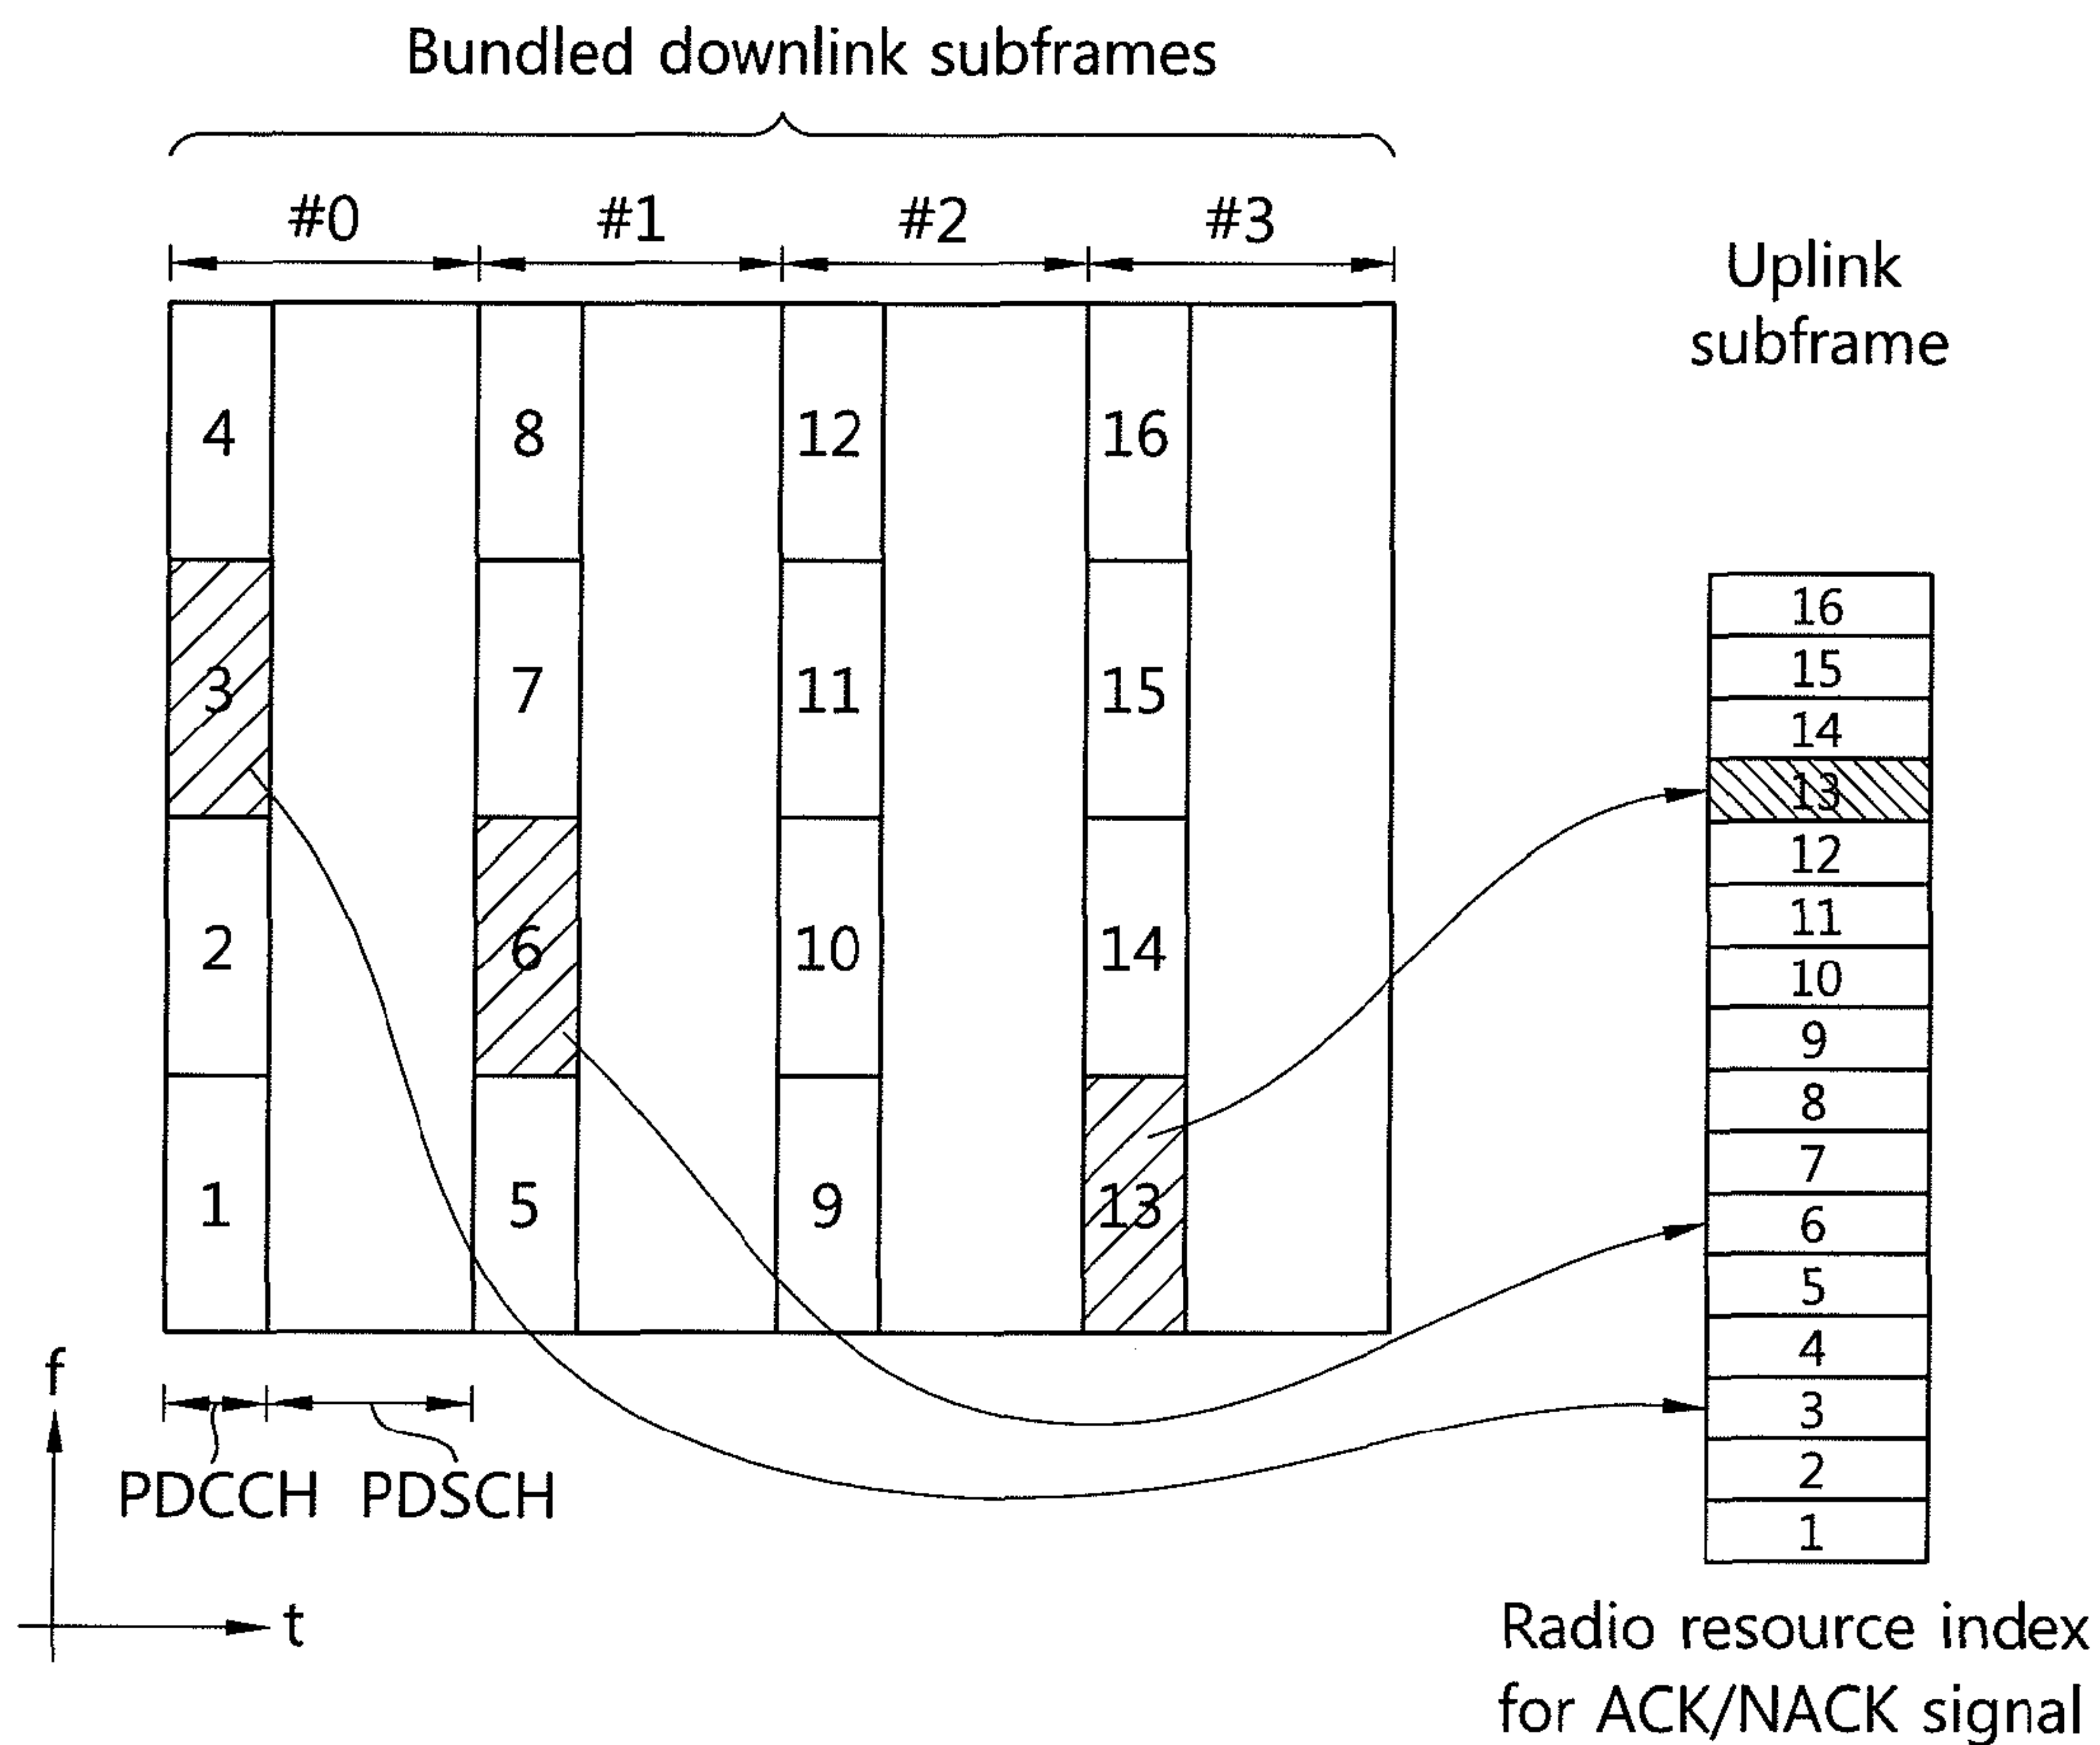 Bundled downlink subframes
#0 #1 #2 #3
Uplink
subframe
4 8 12 16
3 7 11 15
2 6 10 14
1 5 9 13
16
15
14
13
12
11
10
9
8
7
6
5
4
3
2
1
f
PDCCH PDSCH
t
Radio resource index
for ACK/NACK signal